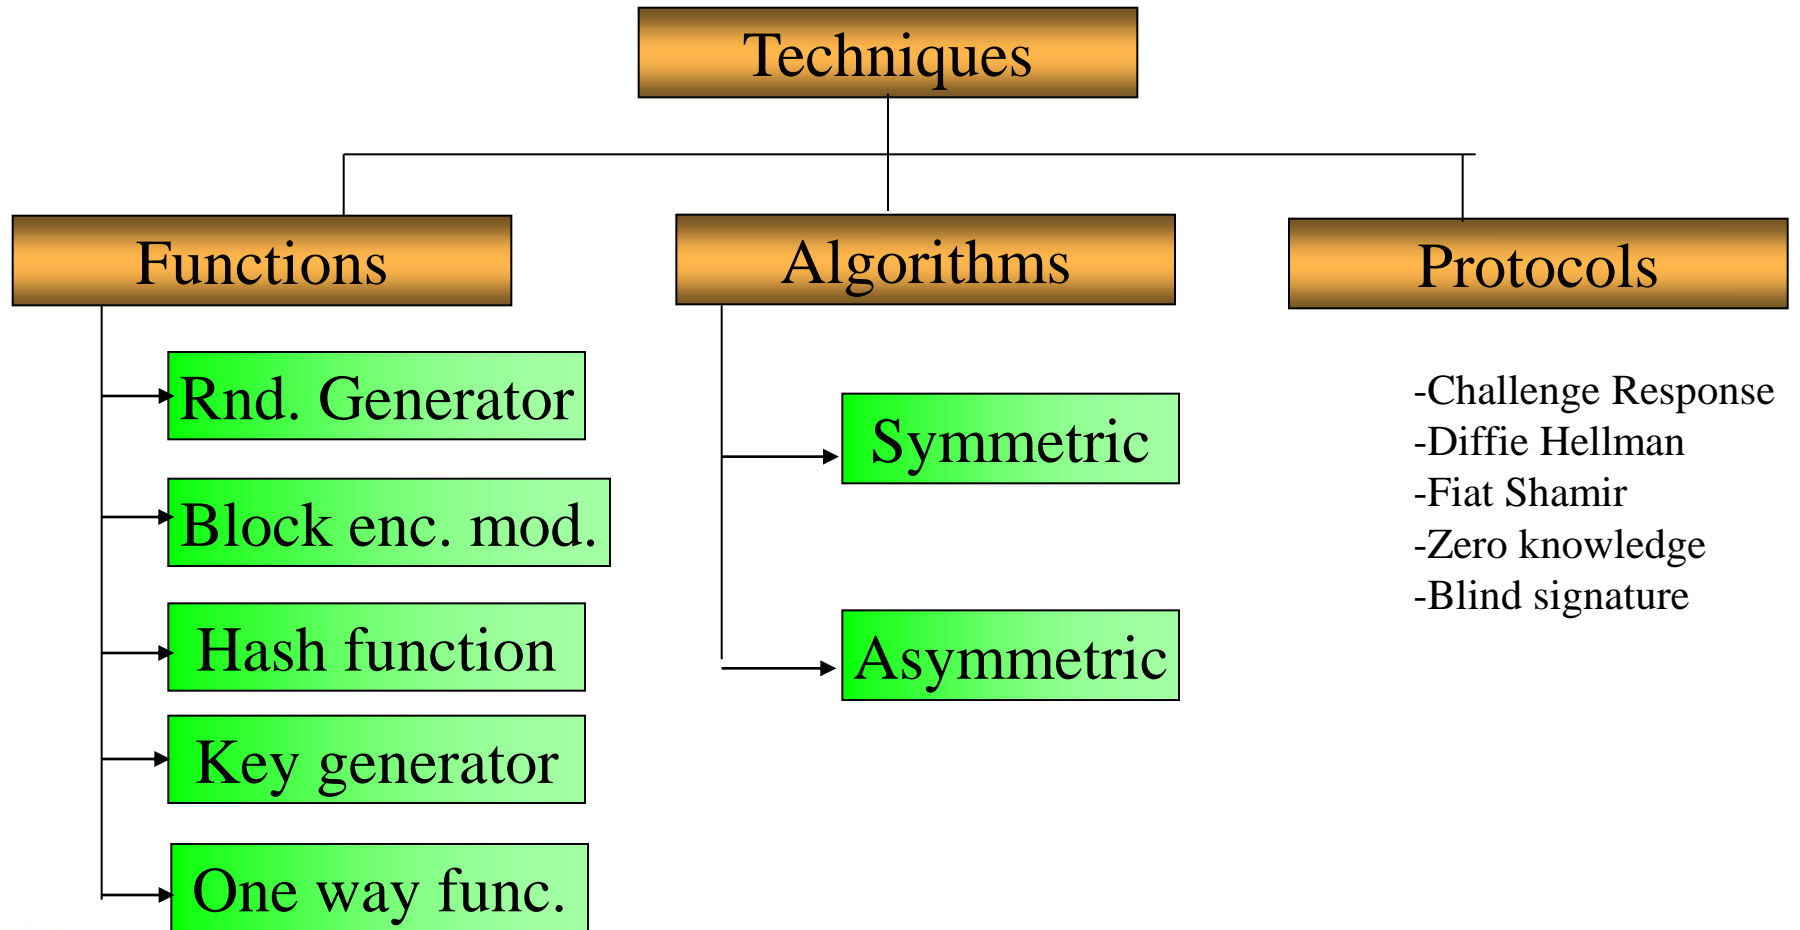 Techniques
Functions
Algorithms
Protocols
Rnd. Generator
Block enc. mod.
Hash function
Key generator
One way func.
Symmetric
Asymmetric
-Challenge Response
-Diffie Hellman
-Fiat Shamir
-Zero knowledge
-Blind signature